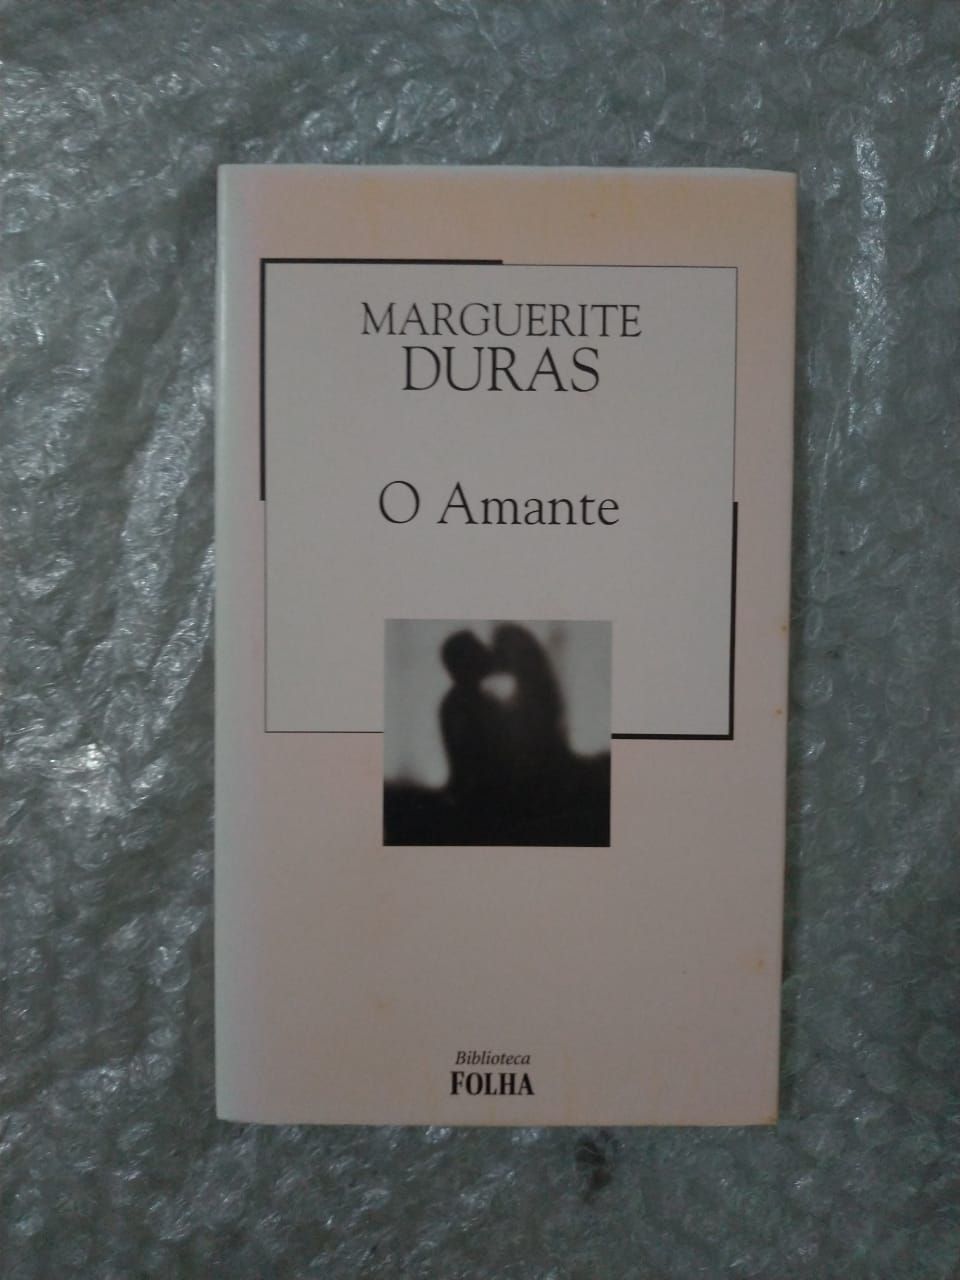 MARGUERITE
DURAS
O Amante
Biblioteca
FOLHA